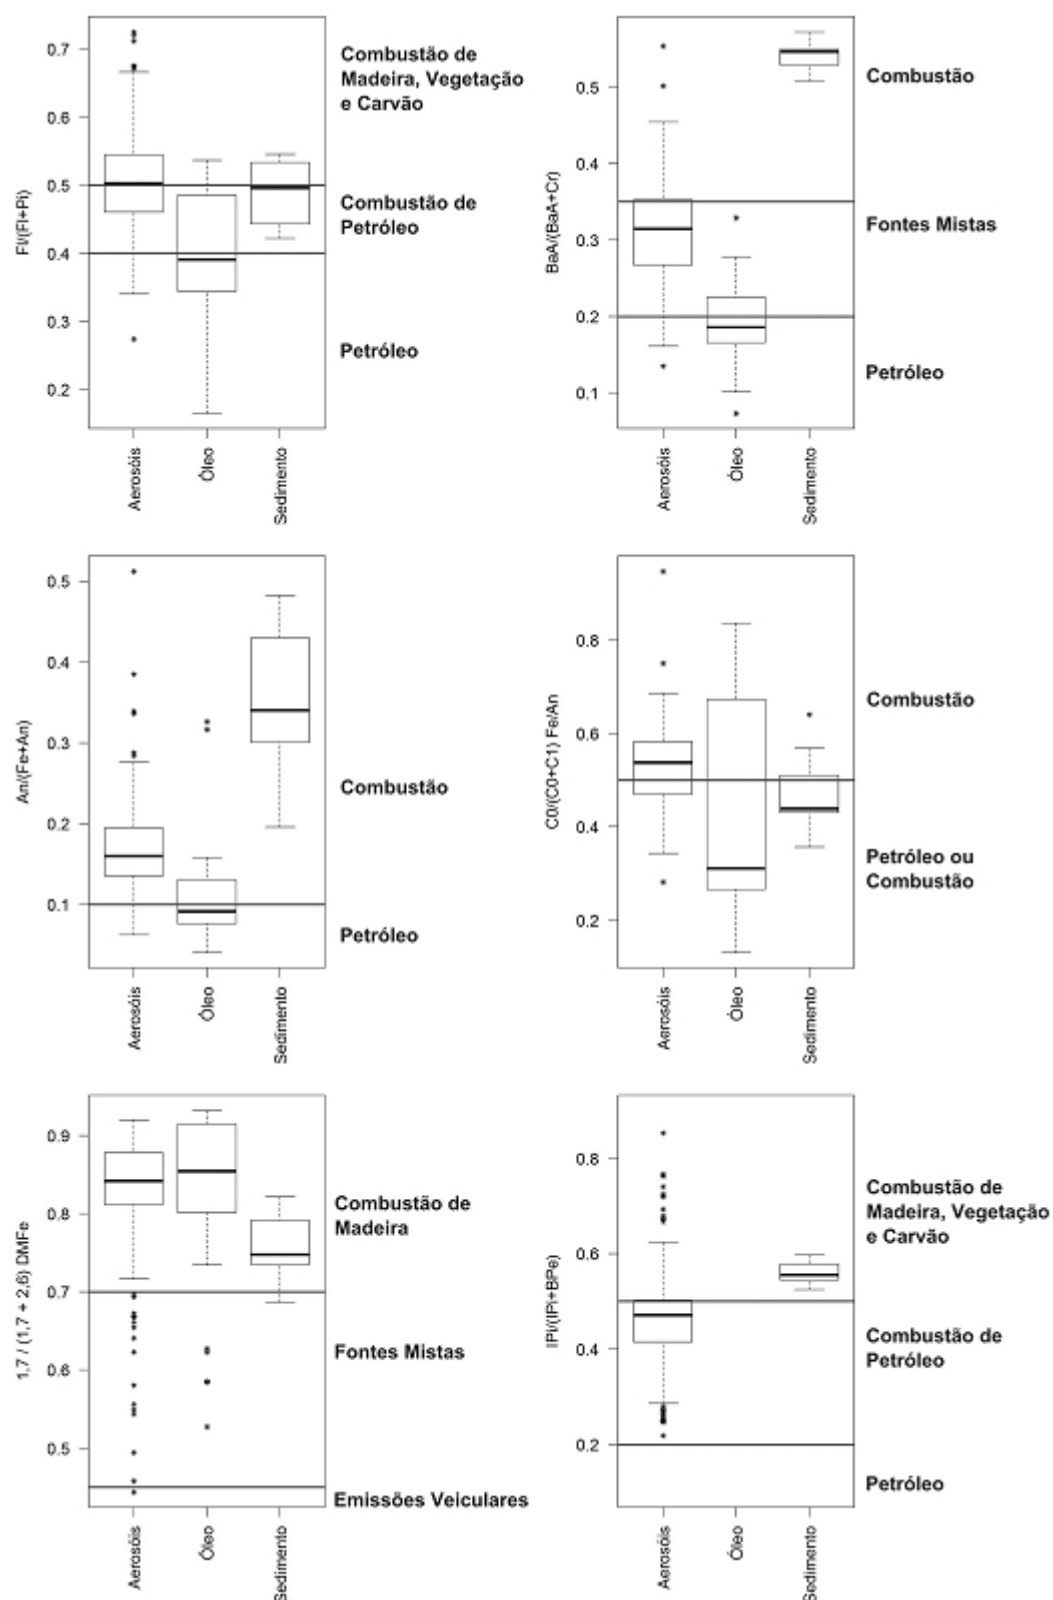 Fl/(Fl+Pi)
0.7
0.6
0.5
0.4
0.3
0.2
Aerosóis
Óleo
Sedimento
Combustão de
Madeira, Vegetação
e Carvão
Combustão de
Petróleo
Petróleo
BaA/(BaA+Cr)
0.5
0.4
0.3
0.2
0.1
Aerosóis
Óleo
Sedimento
Combustão
Fontes Mistas
Petróleo
An/(Fe+An)
0.5
0.4
0.3
0.2
0.1
Aerosóis
Óleo
Sedimento
Combustão
Petróleo
C0/(C0+C1) Fe/An
0.8
0.6
0.4
0.2
Aerosóis
Óleo
Sedimento
Combustão
Petróleo ou
Combustão
1,7 / (1,7 + 2,6) DMFe
0.9
0.8
0.7
0.6
0.5
Aerosóis
Óleo
Sedimento
Combustão de
Madeira
Fontes Mistas
Emissões Veiculares
IPi/(IPi+BPe)
0.8
0.6
0.4
0.2
Aerosóis
Óleo
Sedimento
Combustão de
Madeira, Vegetação
e Carvão
Combustão de
Petróleo
Petróleo